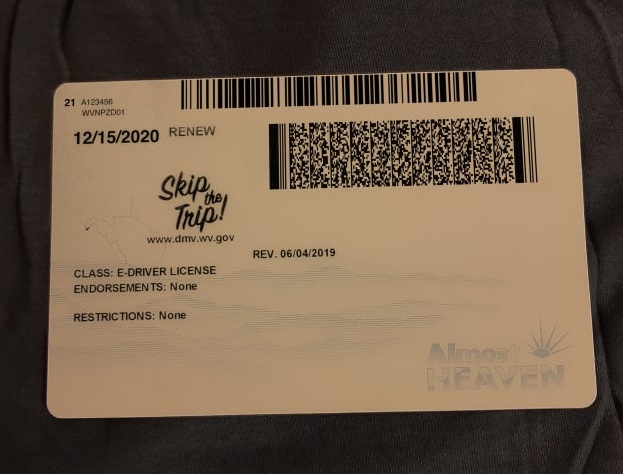 21 A123456
WVNPZD01
12/15/2020 RENEW
Skip
the
Trip!
www.dmv.wv.gov
REV. 06/04/2019
CLASS: E-DRIVER LICENSE
ENDORSEMENTS: None
RESTRICTIONS: None
Almost
HEAVEN